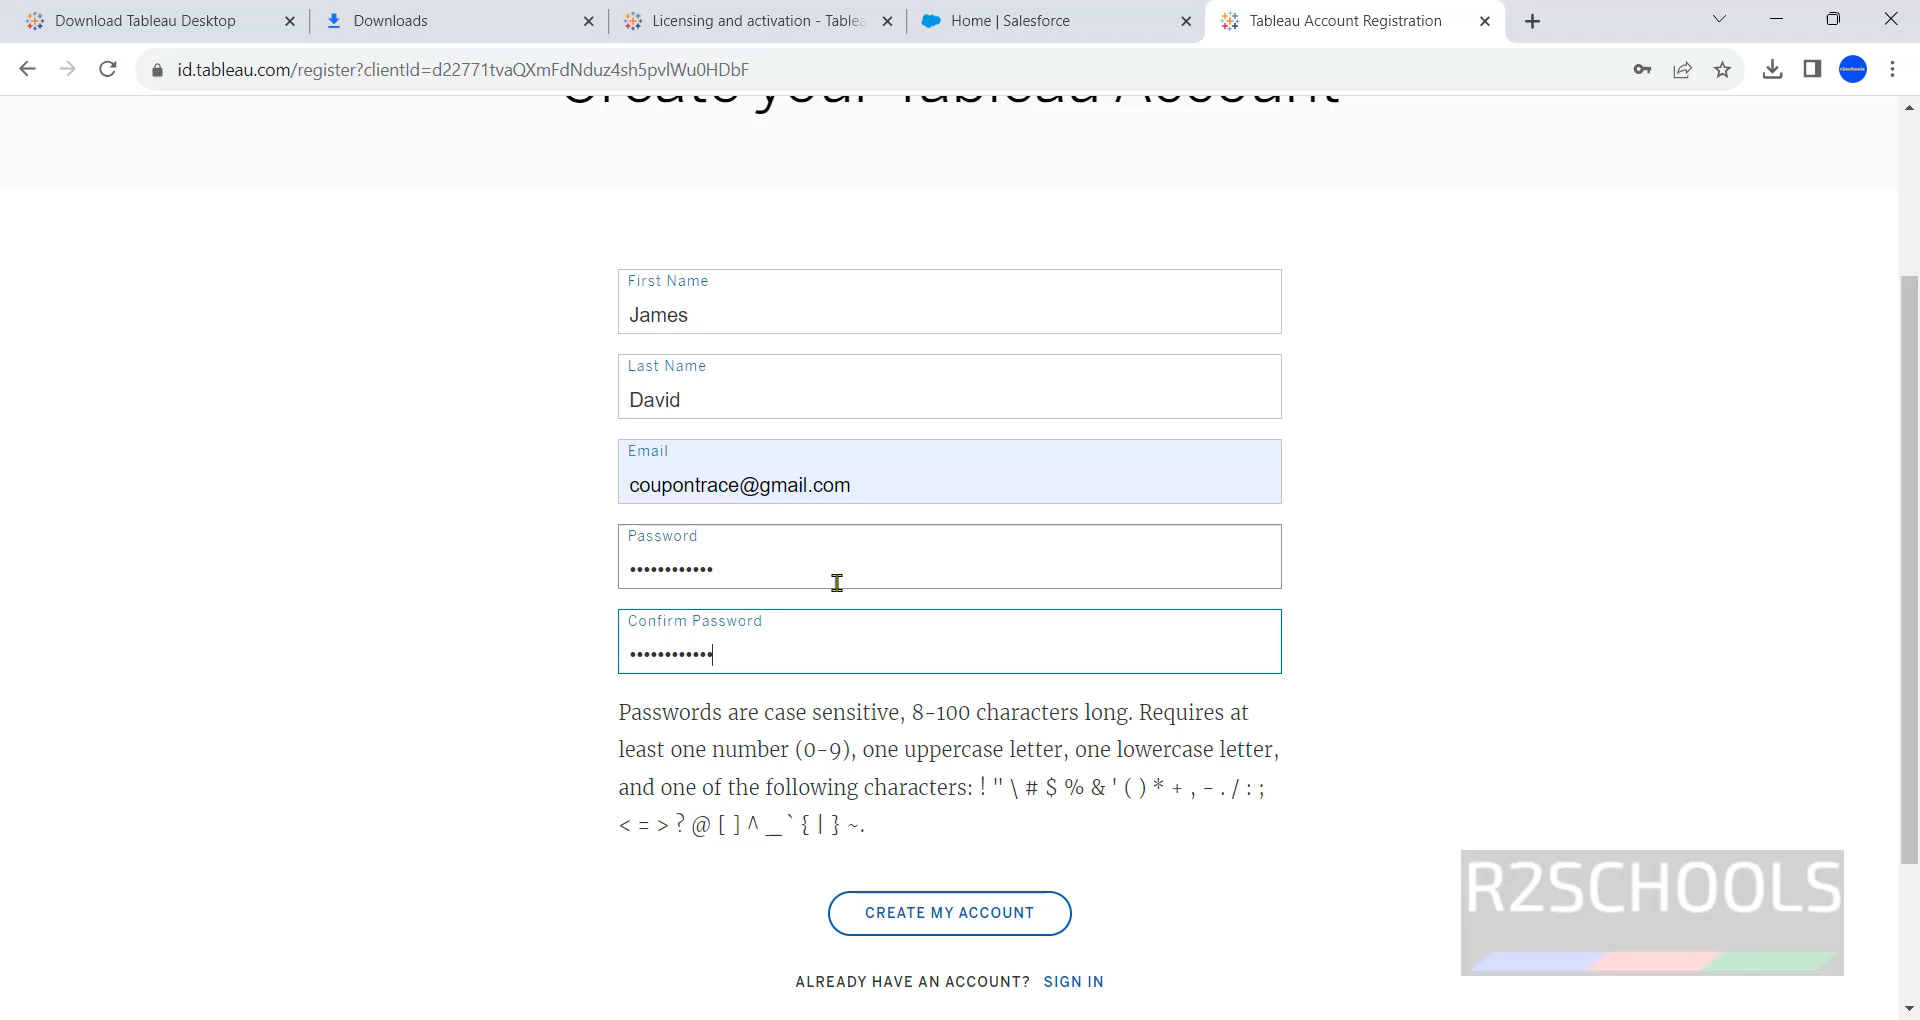 Download Tableau Desktop
Downloads
Licensing and activation - Tablea
Home | Salesforce
Tableau Account Registration
id.tableau.com/register?clientId=d22771tvaQXmFdNduz4sh5pvlWu0HDbF
r2schools
Create your Tableau Account
First Name
James
Last Name
David
Email
coupontrace@gmail.com
Password
••••••••••••
Confirm Password
••••••••••••
Passwords are case sensitive, 8-100 characters long. Requires at
least one number (0-9), one uppercase letter, one lowercase letter,
and one of the following characters: ! " \ # $ % & ' ( ) * + , - . / : ;
< = > ? @ [ ] ^ _ ` { | } ~.
CREATE MY ACCOUNT
ALREADY HAVE AN ACCOUNT? SIGN IN
R2SCHOOLS